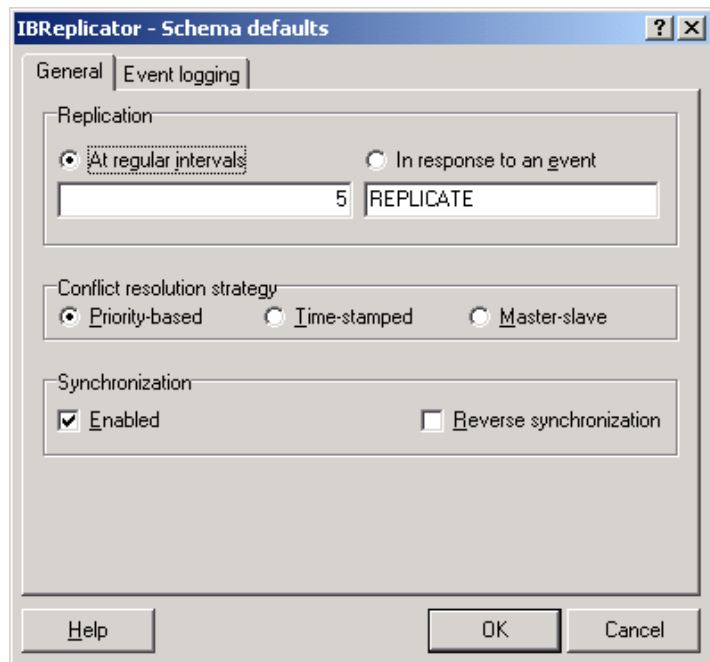 IBReplicator - Schema defaults
General Event logging
Replication
At regular intervals In response to an event
5 REPLICATE
Conflict resolution strategy
Priority-based Time-stamped Master-slave
Synchronization
Enabled Reverse synchronization
Help OK Cancel